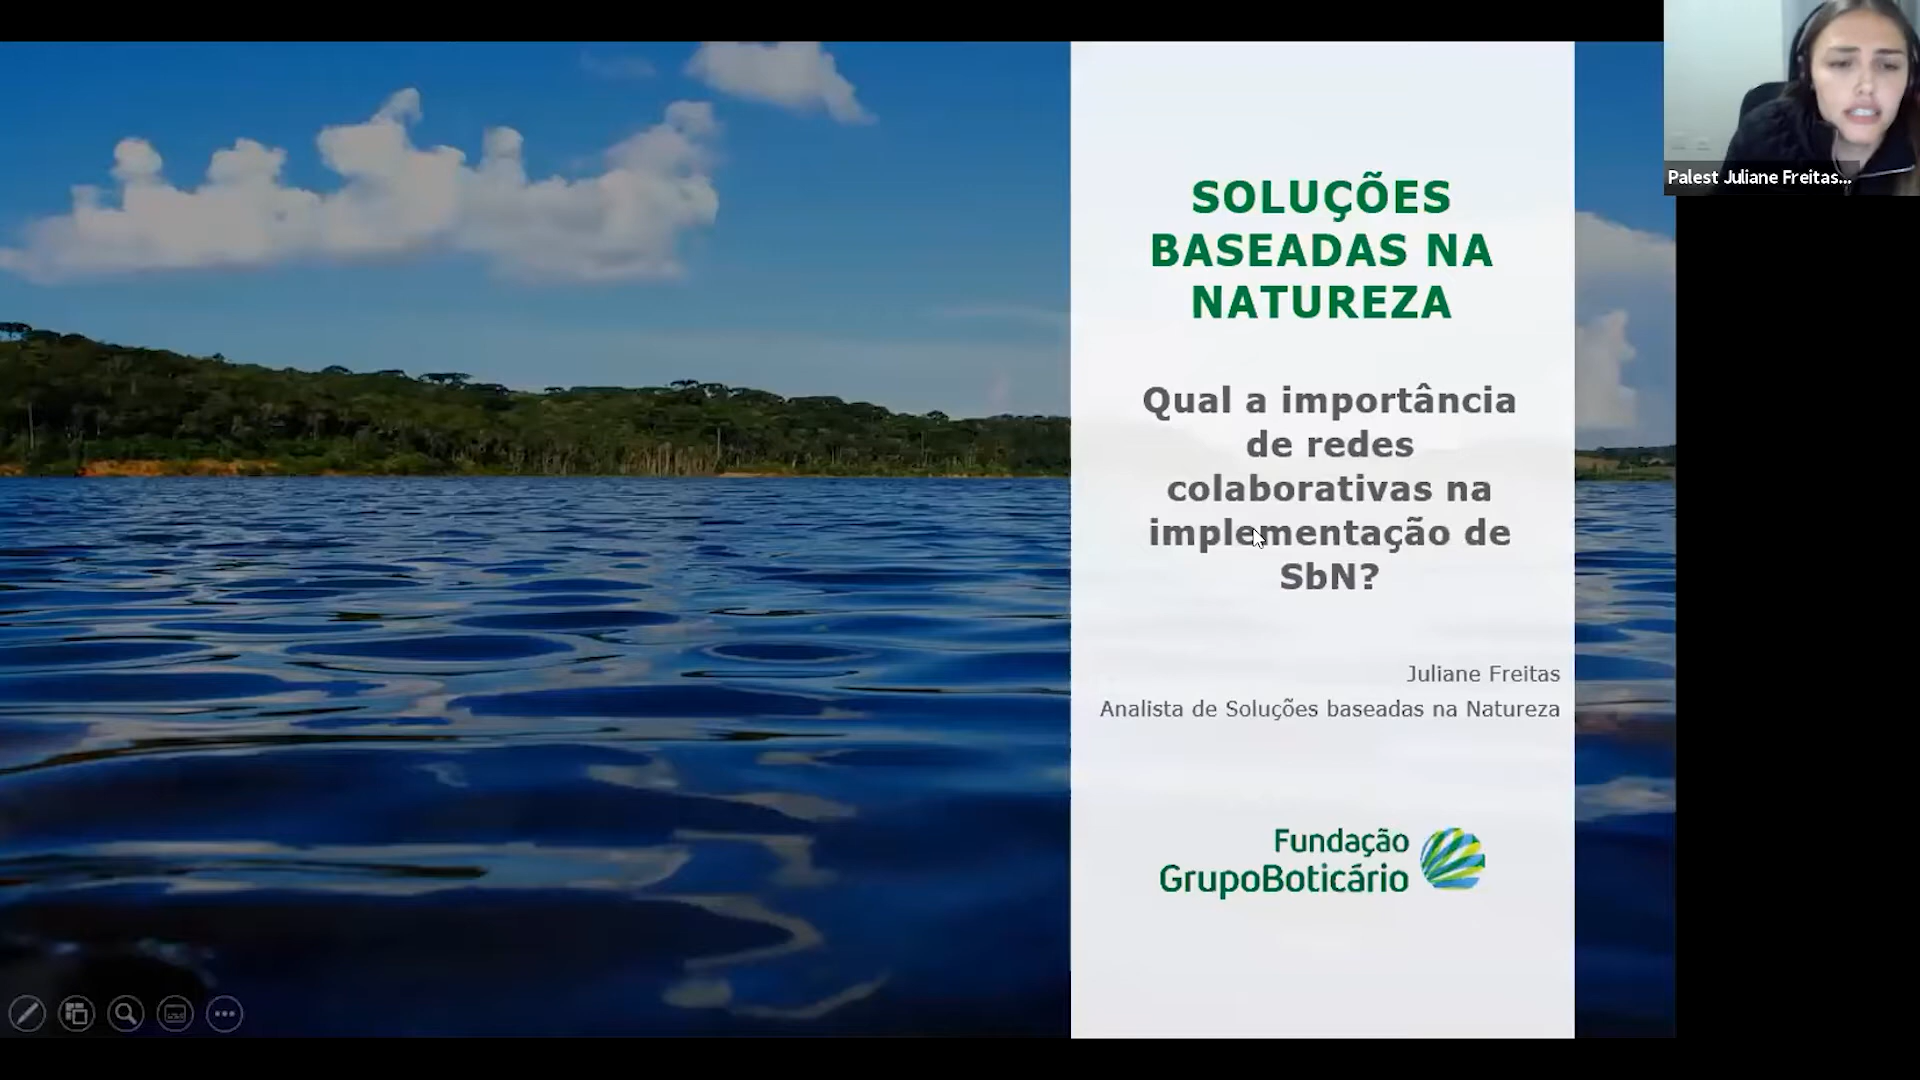 SOLUÇÕES
BASEADAS NA
NATUREZA
Qual a importância
de redes
colaborativas na
implementação de
SbN?
Juliane Freitas
Analista de Soluções baseadas na Natureza
Fundação
GrupoBoticário
Palest Juliane Freitas...